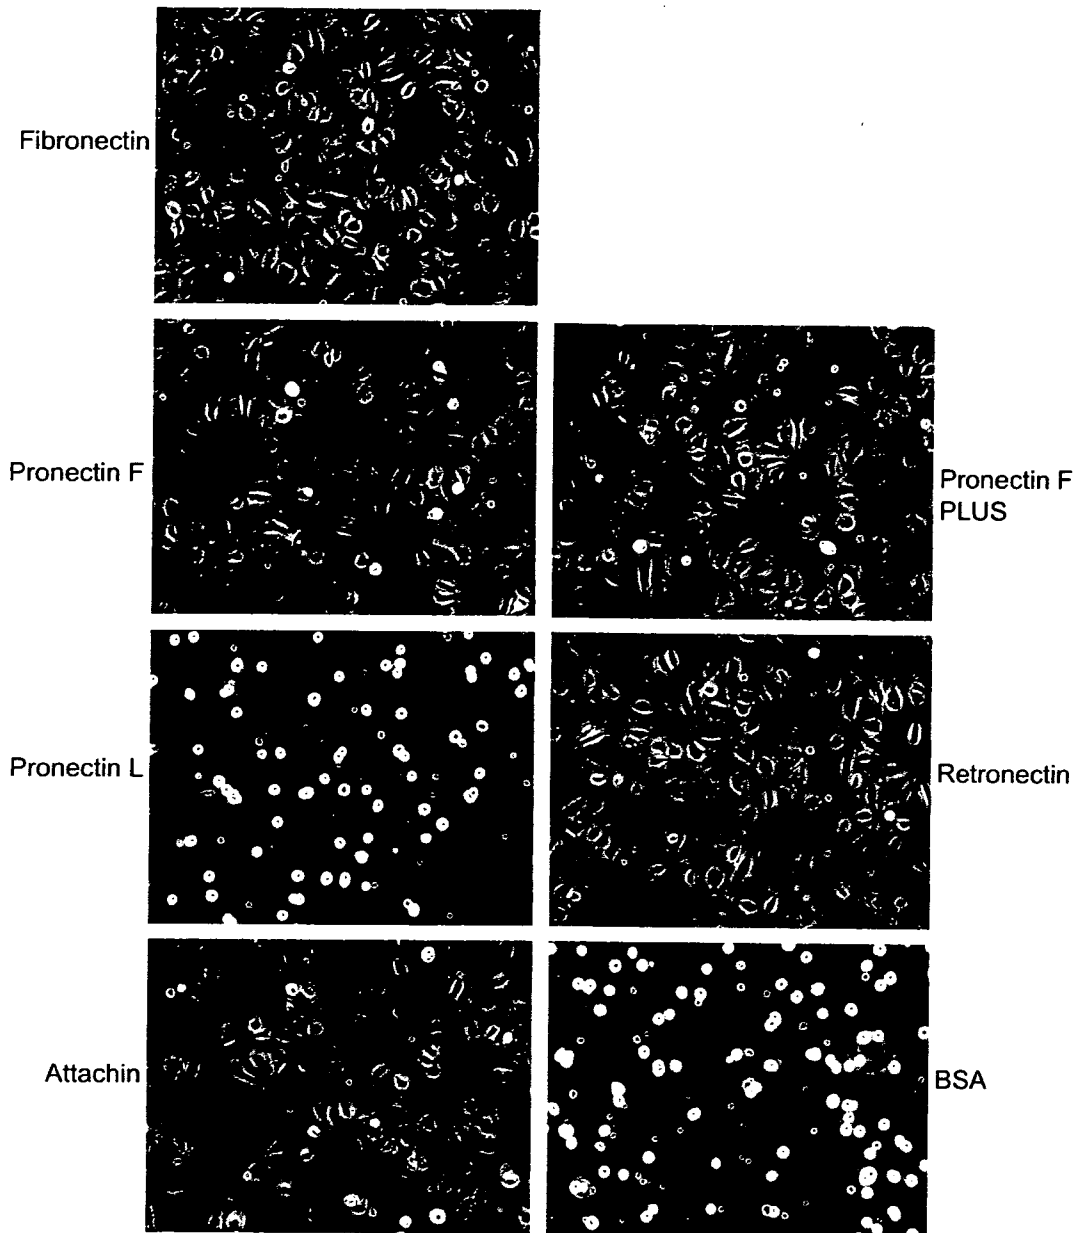 Fibronectin
Pronectin F
Pronectin F
PLUS
Pronectin L
Retronectin
Attachin
BSA